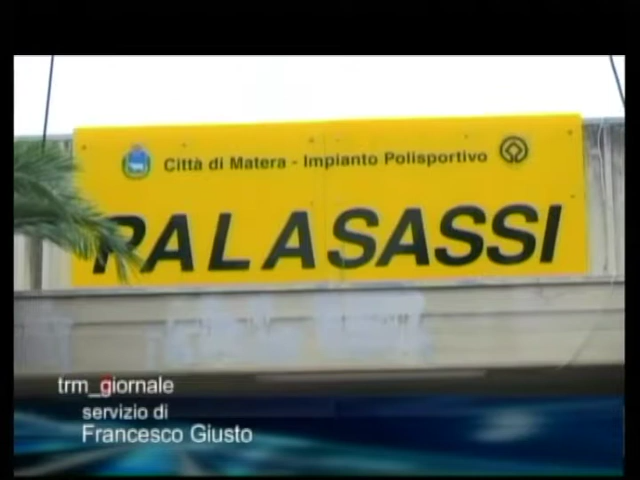 Città di Matera - Impianto Polisportivo
PALASASSI
trm_giornale
servizio di
Francesco Giusto